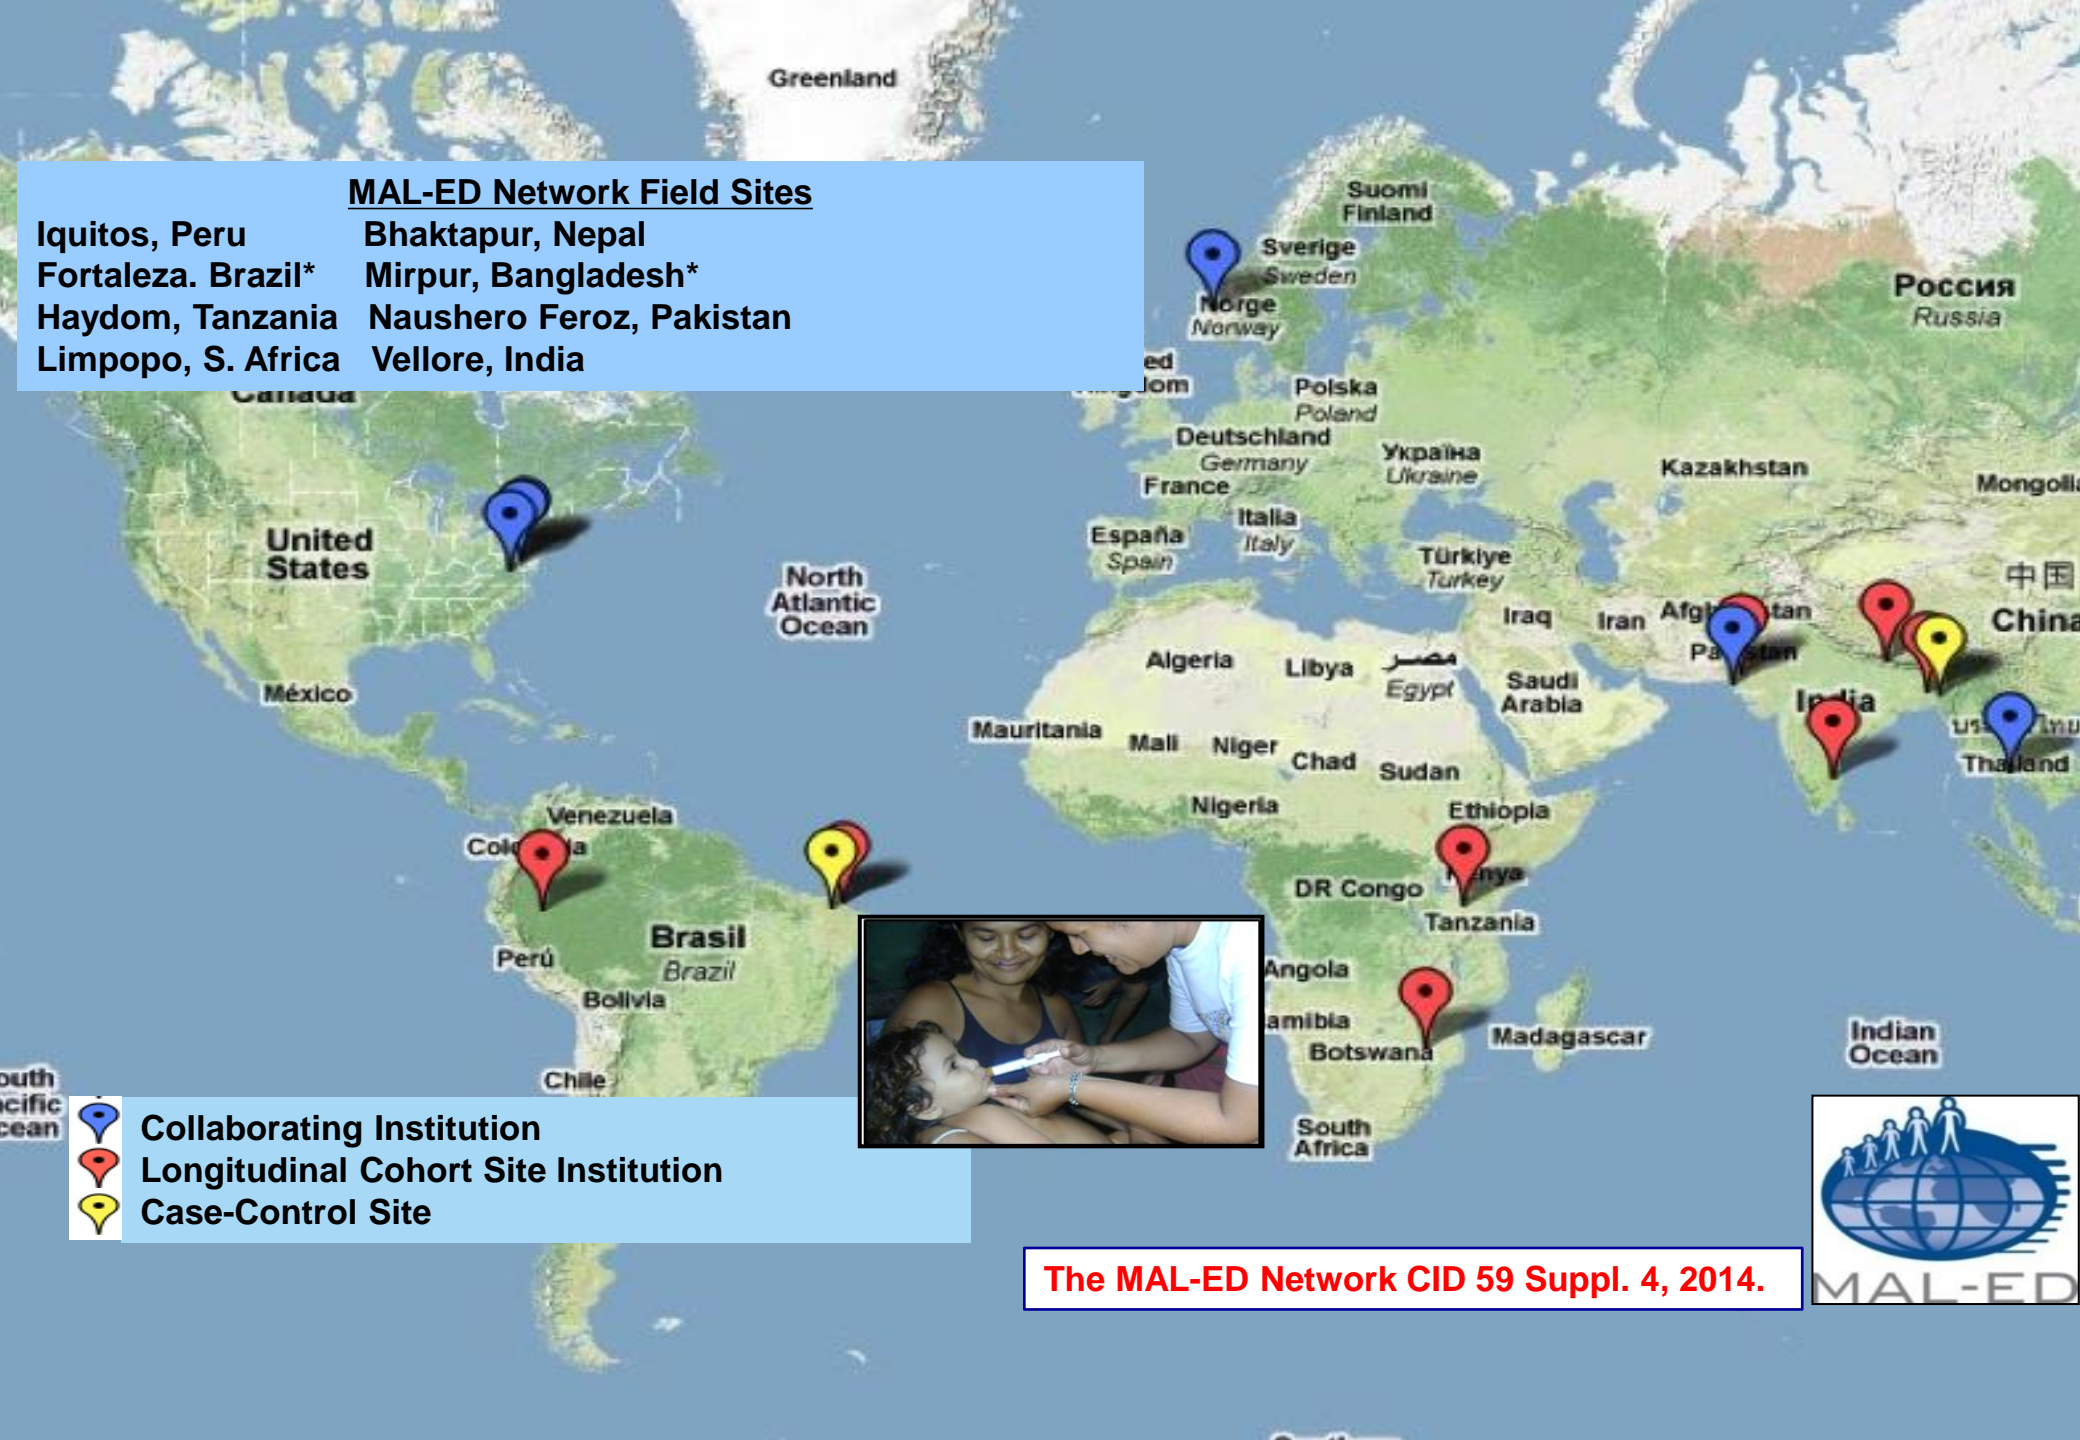 Greenland
MAL-ED Network Field Sites
Iquitos, Peru Bhaktapur, Nepal
Fortaleza. Brazil* Mirpur, Bangladesh*
Haydom, Tanzania Naushero Feroz, Pakistan
Limpopo, S. Africa Vellore, India
Suomi
Finland
Sverige
Sweden
Norge
Norway
Россия
Russia
Canada
Polska
Poland
Deutschland
Germany
Україна
Ukraine
France
Kazakhstan
United
States
Italia
Italy
España
Spain
Türkiye
Turkey
North
Atlantic
Ocean
中国
China
Iraq
Iran
México
Algeria
Libya
مصر
Egypt
Saudi
Arabia
India
Mauritania
Mali
Niger
Chad
Sudan
Thailand
Nigeria
Ethiopia
Venezuela
DR Congo
Kenya
Tanzania
Brasil
Brazil
Perú
Bolivia
Angola
Botswana
Madagascar
Indian
Ocean
Chile
South
Africa
Collaborating Institution
Longitudinal Cohort Site Institution
Case-Control Site
The MAL-ED Network CID 59 Suppl. 4, 2014.
MAL-ED